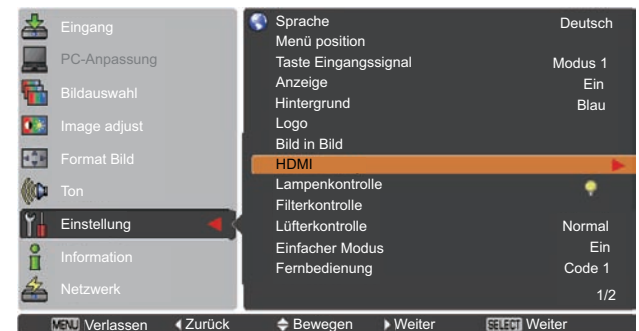 Eingang
PC-Anpassung
Bildauswahl
Image adjust
Format Bild
Ton
Einstellung
Information
Netzwerk
Sprache Deutsch
Menü position
Taste Eingangssignal Modus 1
Anzeige Ein
Hintergrund Blau
Logo
Bild in Bild
HDMI
Lampenkontrolle
Filterkontrolle
Lüfterkontrolle Normal
Einfacher Modus Ein
Fernbedienung Code 1
1/2
MENU Verlassen Zurück Bewegen Weiter SELECT Weiter